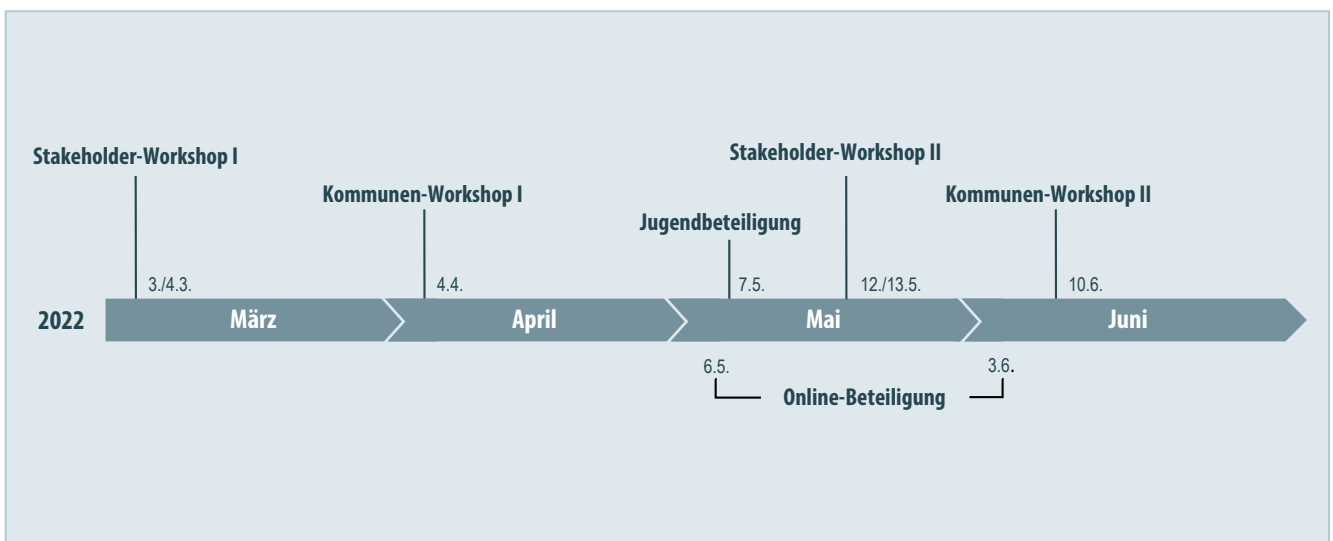 Stakeholder-Workshop I
Stakeholder-Workshop II
Kommunen-Workshop I
Kommunen-Workshop II
Jugendbeteiligung
3./4.3.
4.4.
7.5.
12./13.5.
10.6.
2022
März
April
Mai
Juni
6.5.
3.6.
Online-Beteiligung